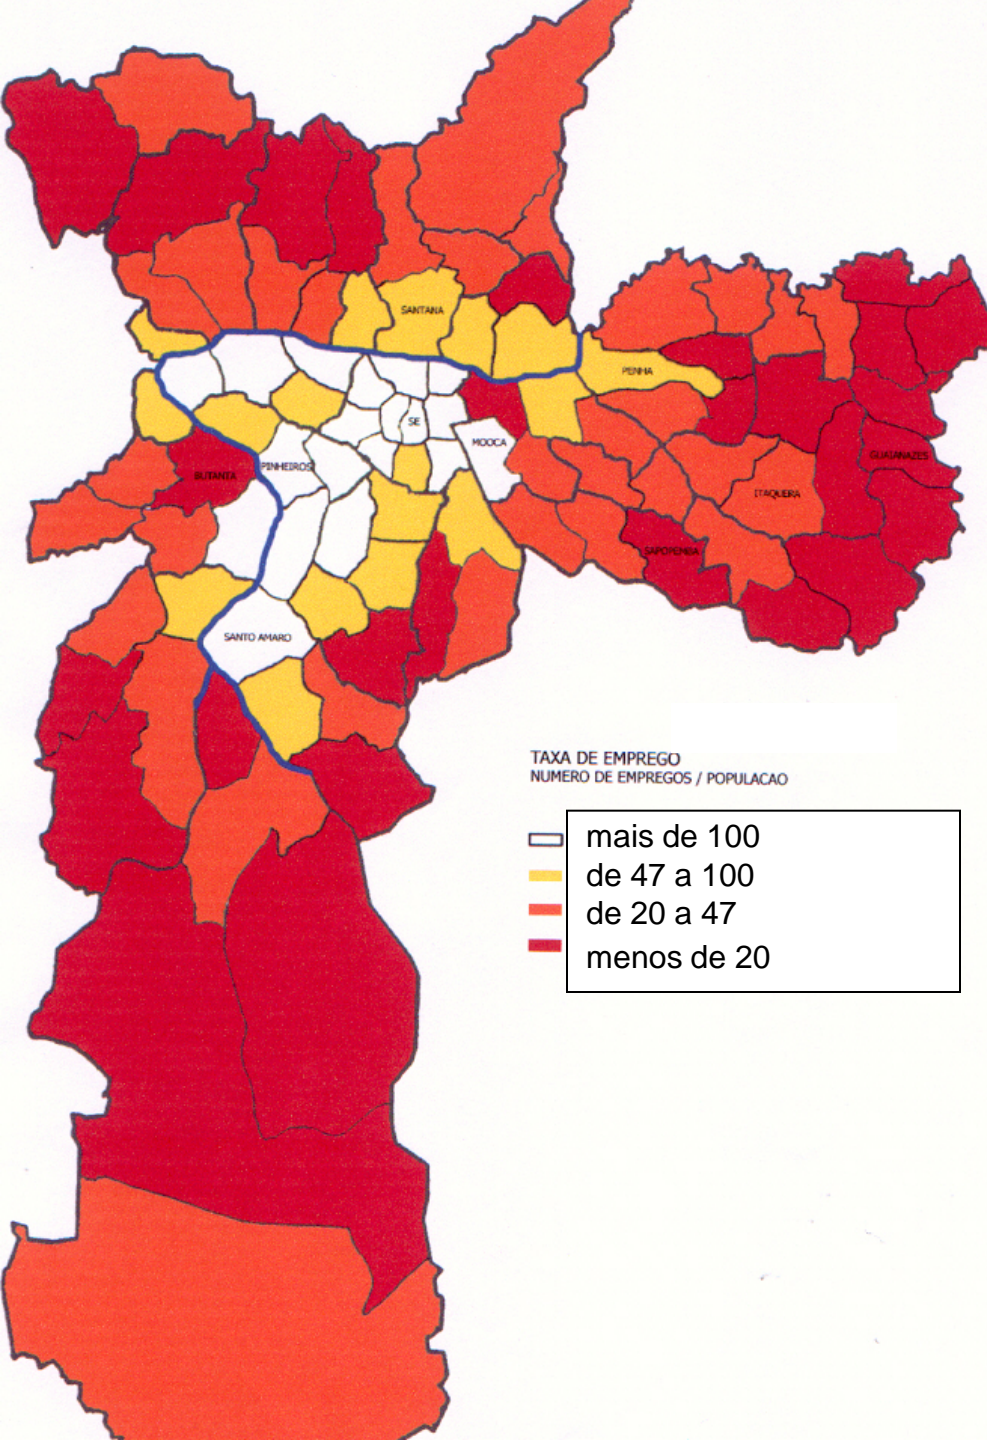 SANTANA
PENHA
SE
MOOCA
PINHEIROS
BUTANTA
GUAIANAZES
ITAQUERA
SAPOPEMBA
SANTO AMARO
TAXA DE EMPREGO
NUMERO DE EMPREGOS / POPULACAO
mais de 100
de 47 a 100
de 20 a 47
menos de 20